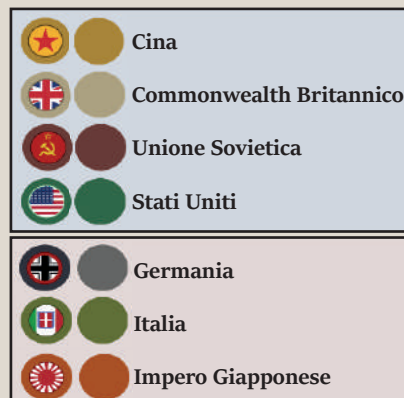 Cina
Commonwealth Britannico
Unione Sovietica
Stati Uniti
Germania
Italia
Impero Giapponese